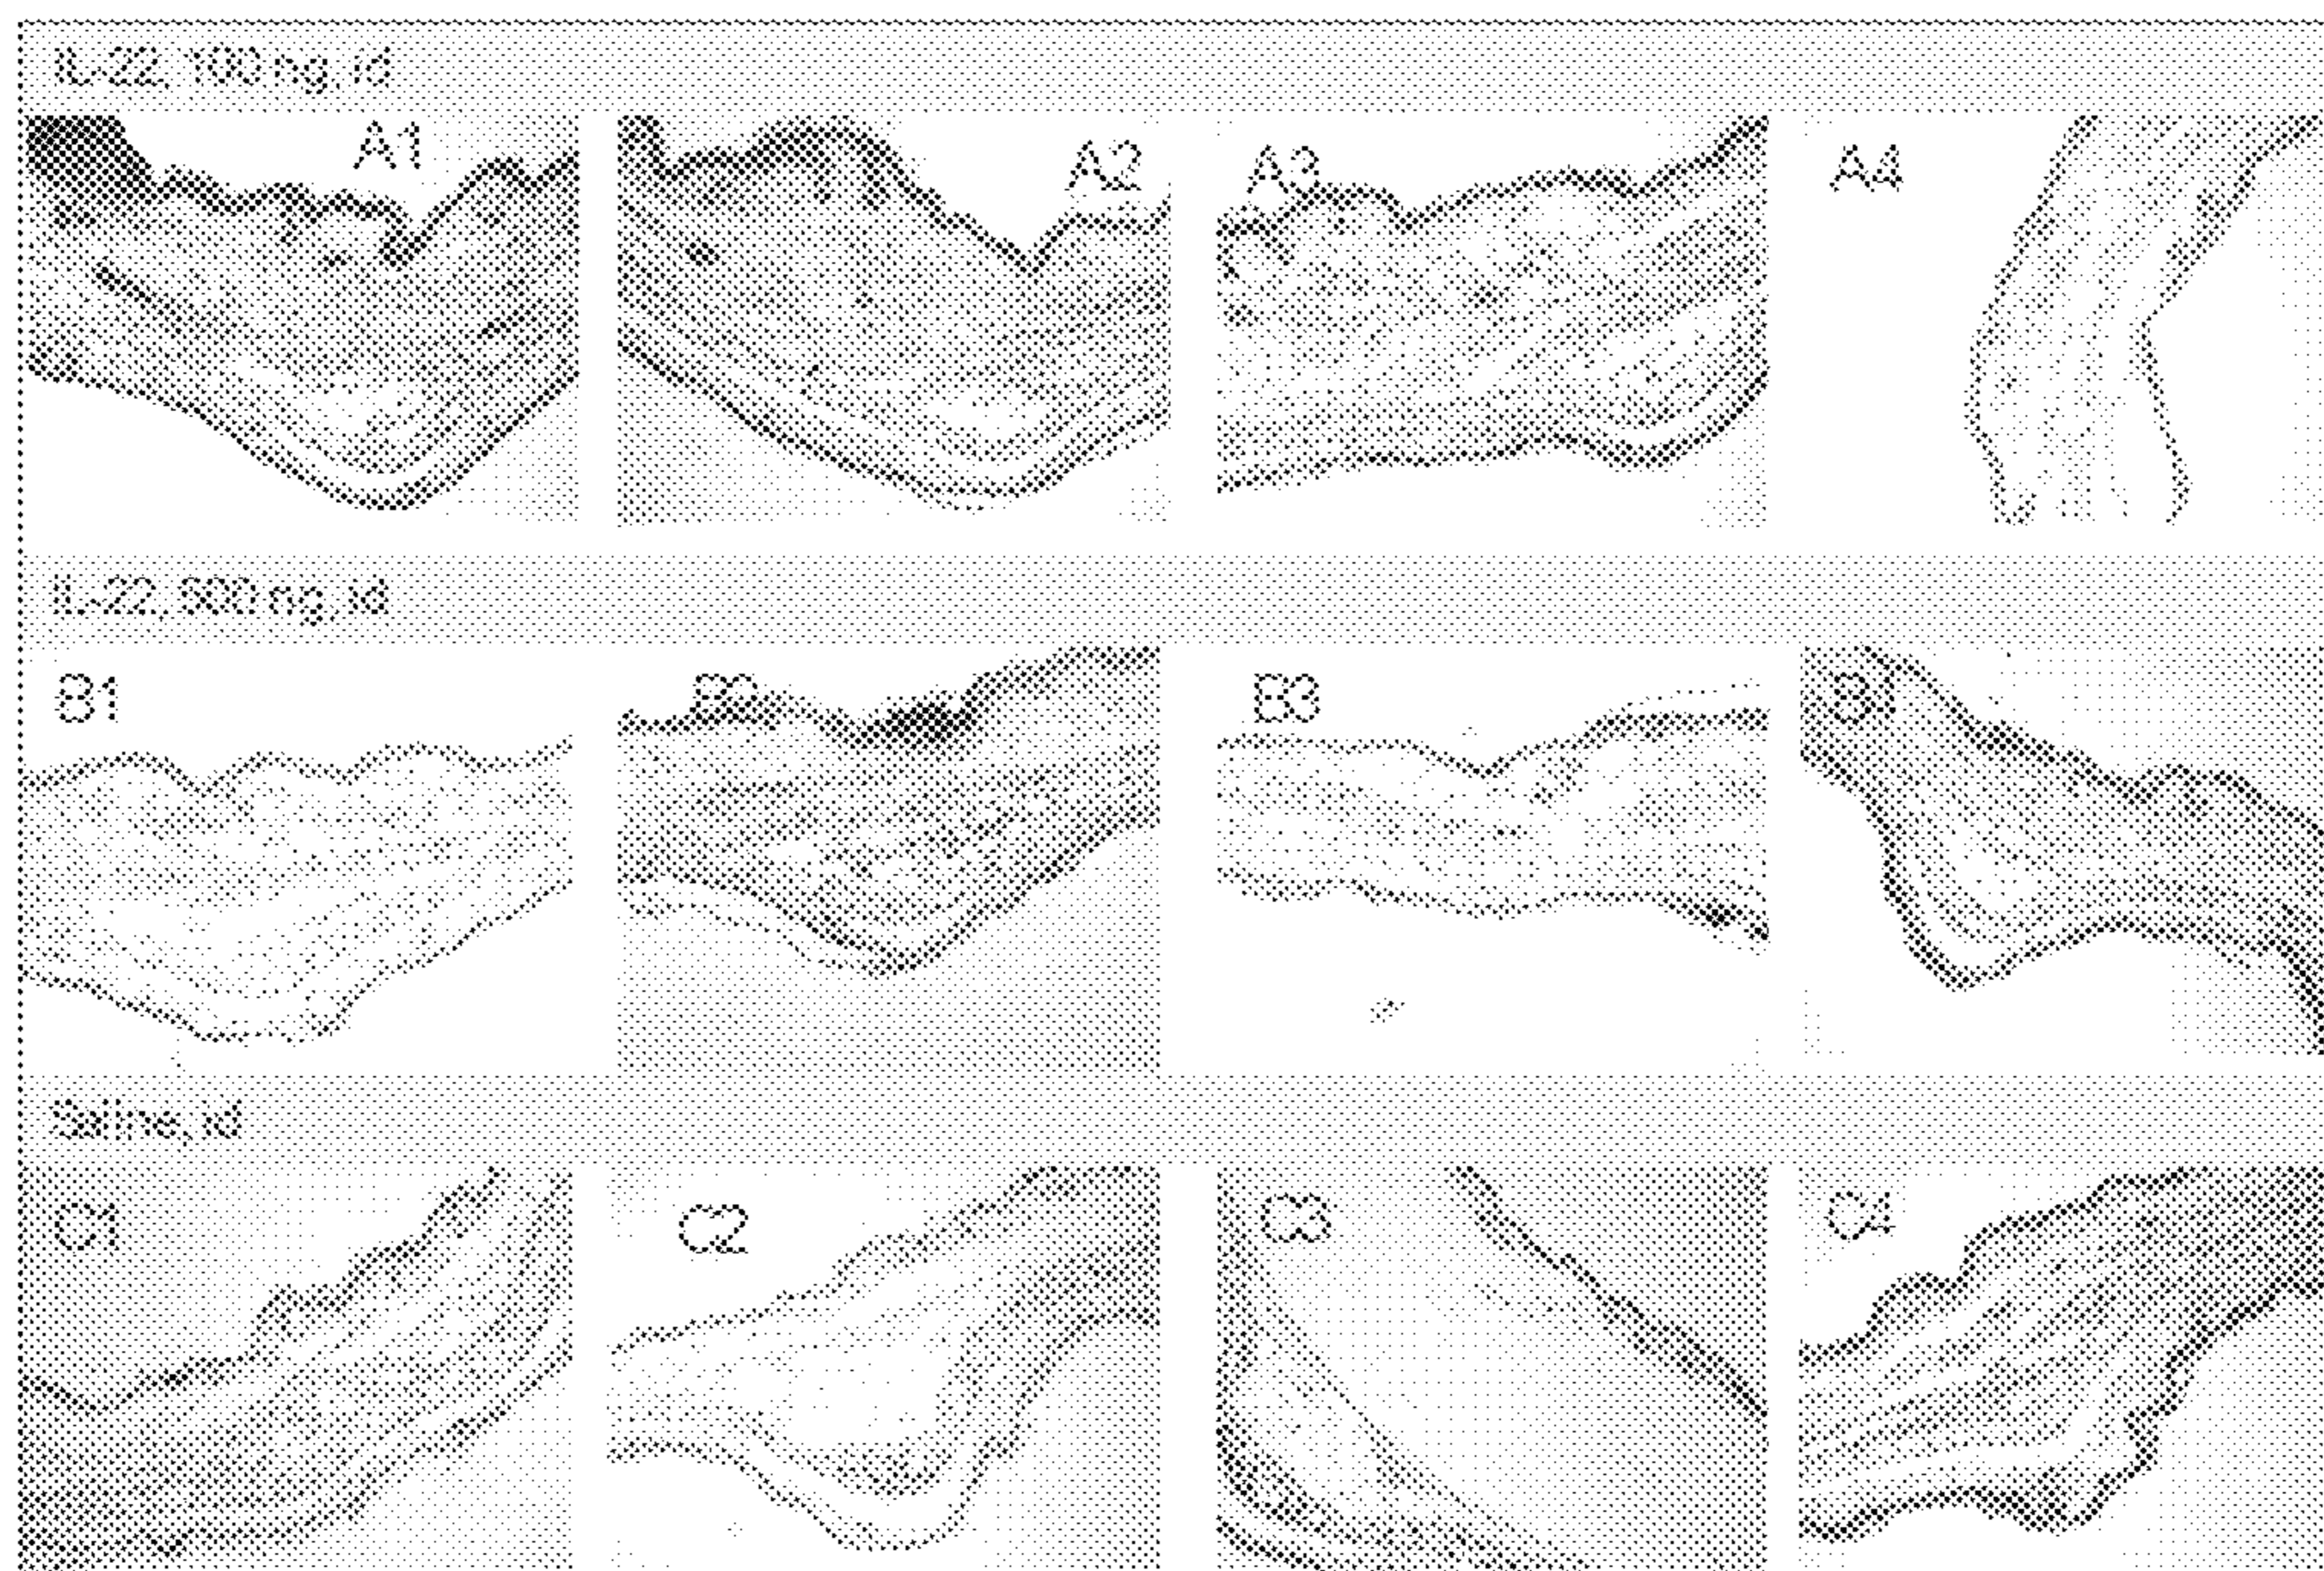 IL-22, 100 ng, id
A1 A2 A3 A4
IL-22, ng, id
B1 B2 B3 B4
Saline, id
C1 C2 C3 C4